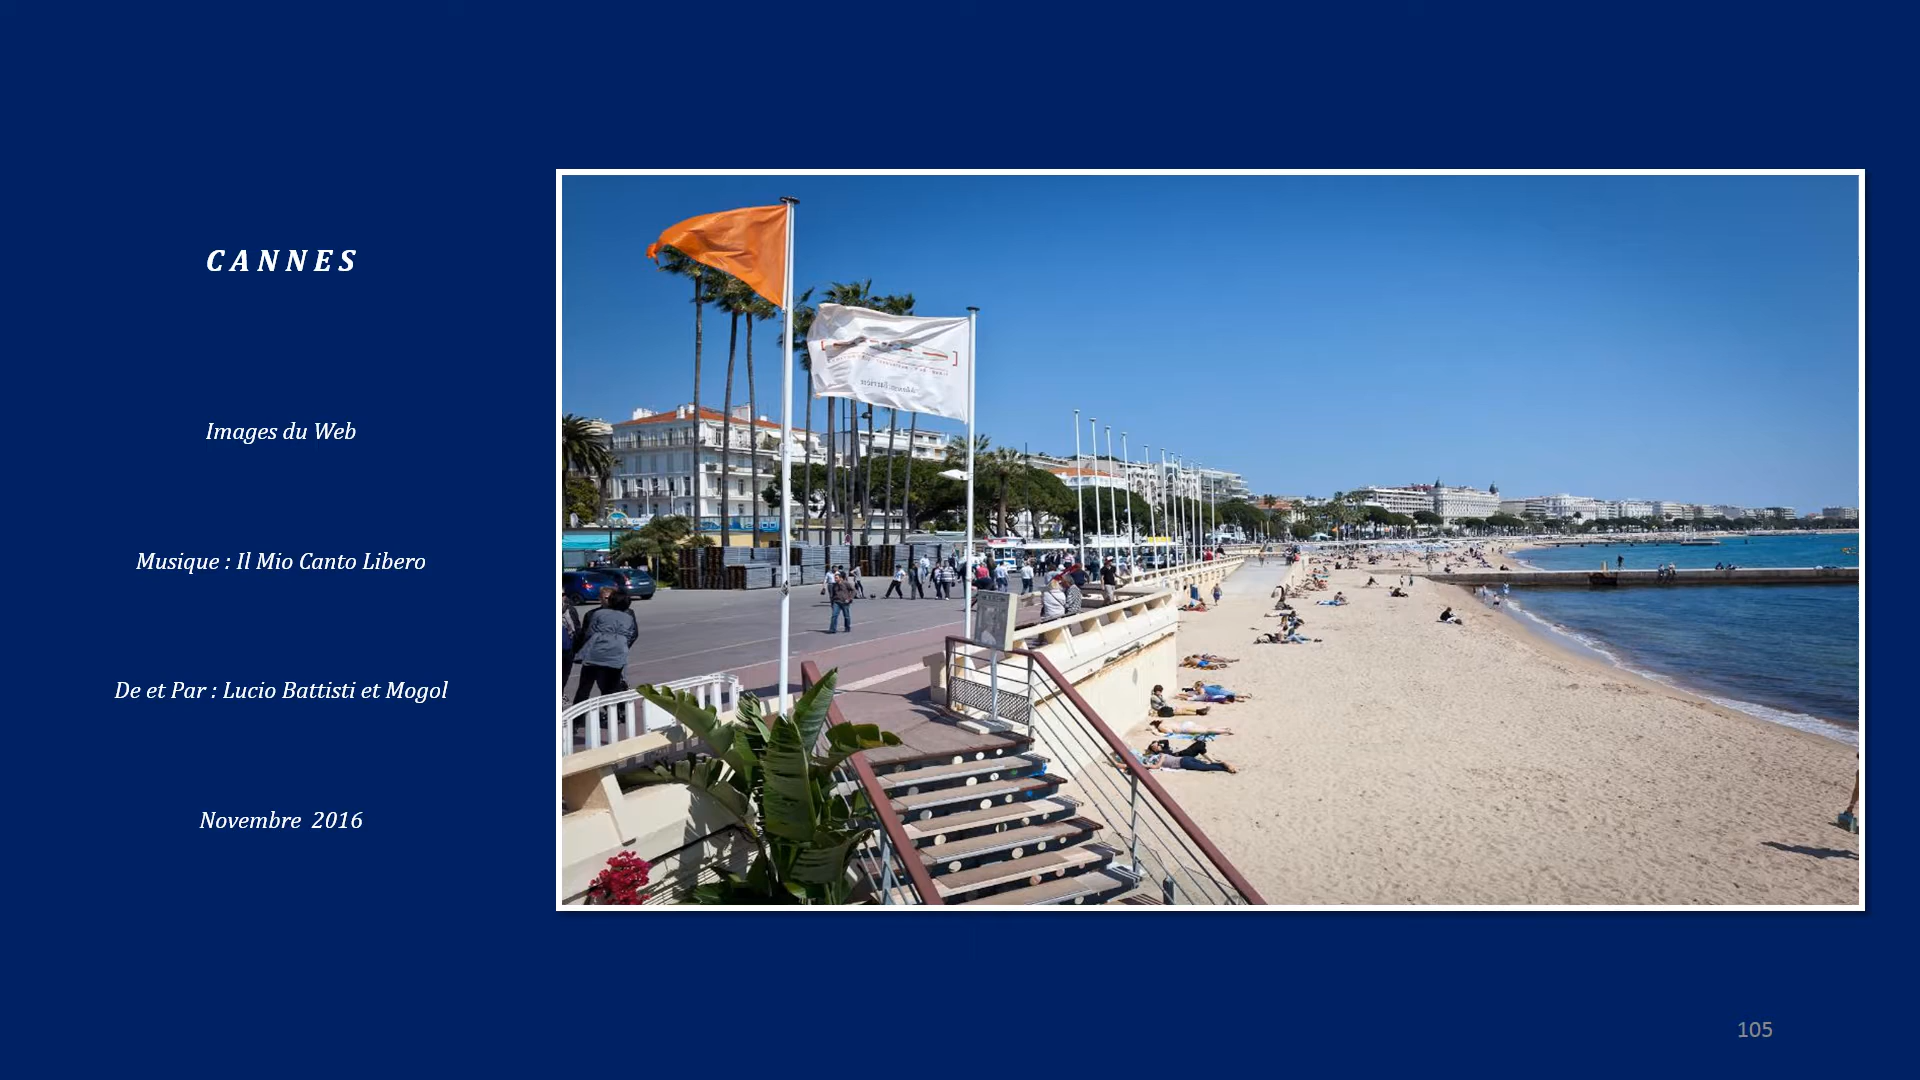 CANNES
Images du Web
Musique : Il Mio Canto Libero
De et Par : Lucio Battisti et Mogol
Novembre 2016
105